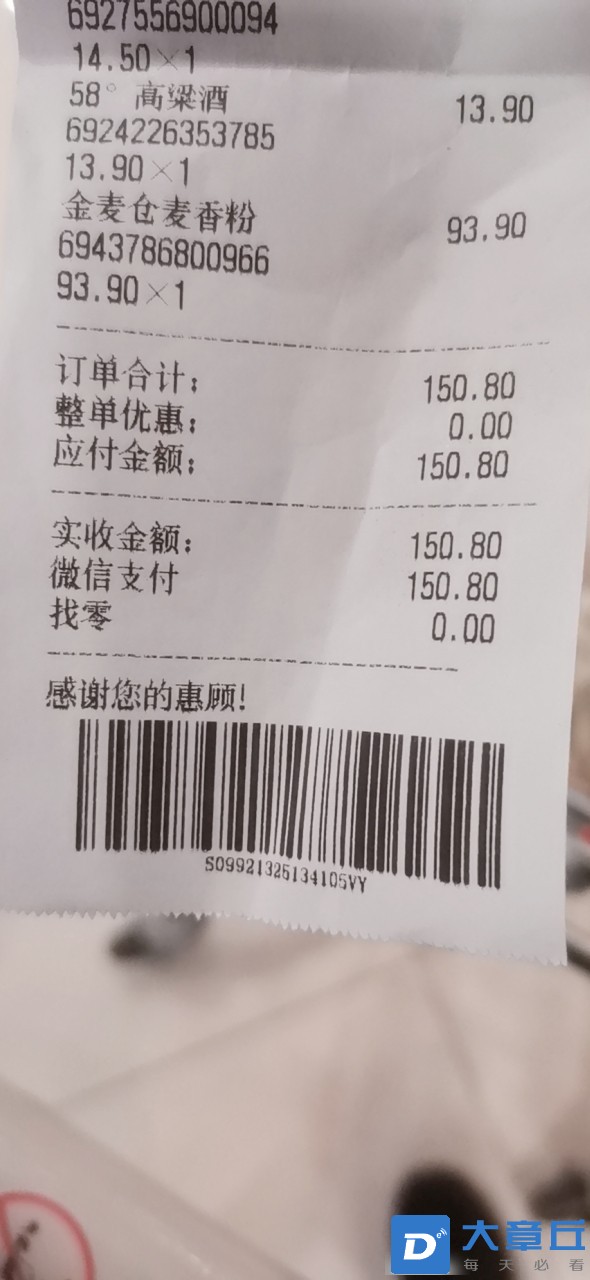 6927556900094
14.50×1
58° 高粱酒 13.90
6924226353785
13.90×1
金麦仓麦香粉 93.90
6943786800966
93.90×1
订单合计: 150.80
整单优惠: 0.00
应付金额: 150.80
实收金额: 150.80
微信支付 150.80
找零 0.00
感谢您的惠顾!
S09921325134105VY
大章丘
每天必看